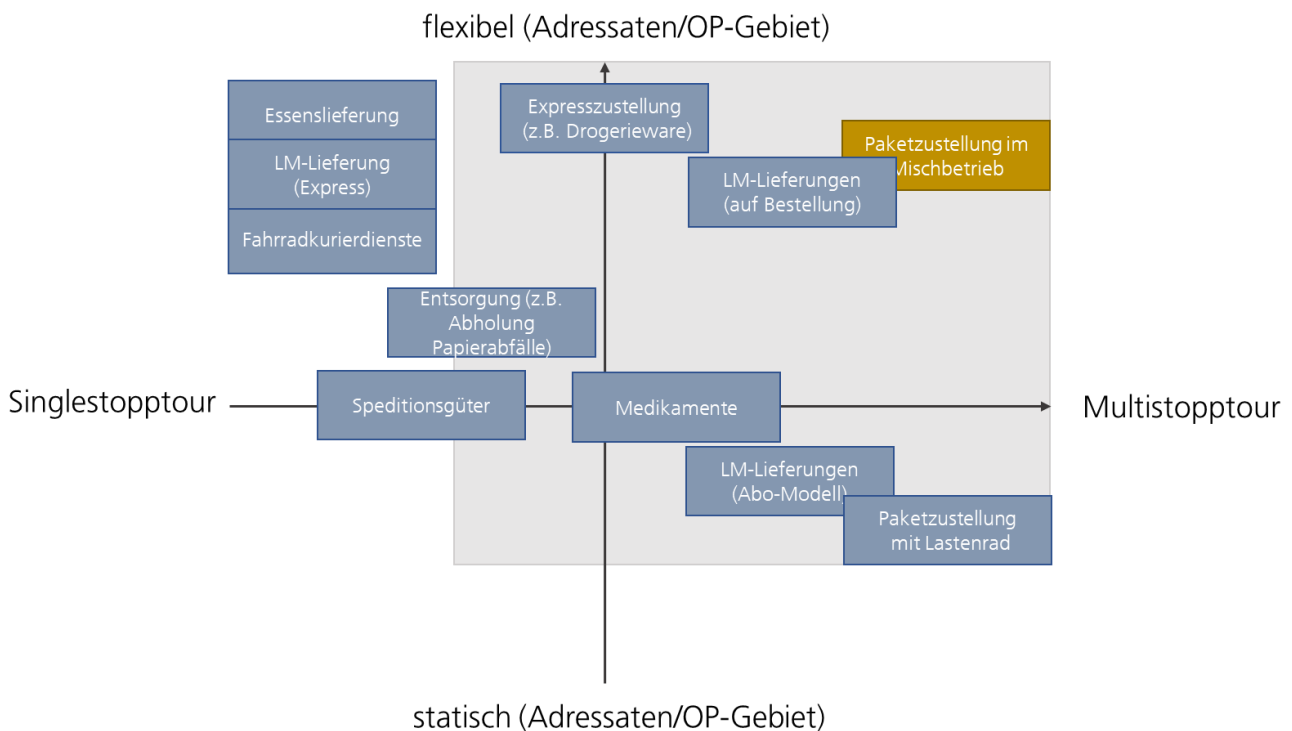 flexibel (Adressaten/OP-Gebiet)
Essenslieferung
LM-Lieferung
(Express)
Fahrradkurierdienste
Expresszustellung
(z.B. Drogerieware)
Paketzustellung im
Mischbetrieb
LM-Lieferungen
(auf Bestellung)
Entsorgung (z.B.
Abholung
Papierabfälle)
Singlestopptour
Speditionsgüter
Medikamente
Multistopptour
LM-Lieferungen
(Abo-Modell)
Paketzustellung
mit Lastenrad
statisch (Adressaten/OP-Gebiet)